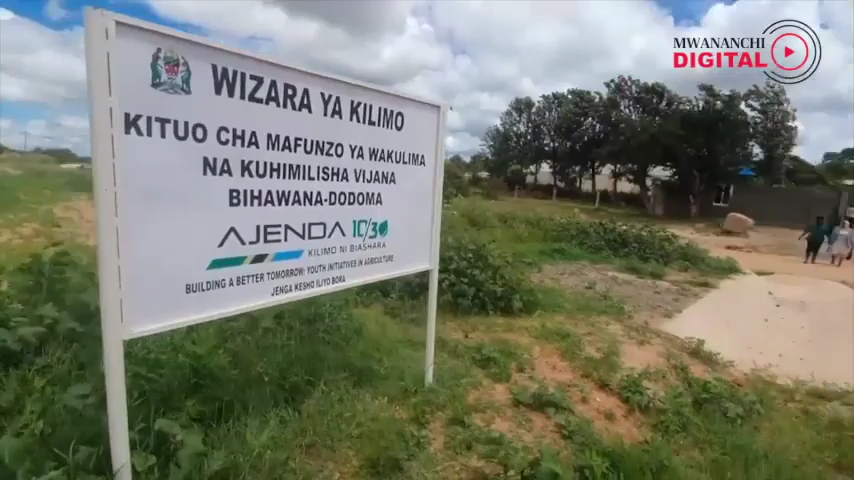 MWANANCHI
DIGITAL
WIZARA YA KILIMO
KITUO CHA MAFUNZO YA WAKULIMA
NA KUHIMILISHA VIJANA
BIHAWANA-DODOMA
AJENDA 10/30
KILIMO NI BIASHARA
BUILDING A BETTER TOMORROW: YOUTH INITIATIVES IN AGRICULTURE
JENGA KESHO ILIYO BORA